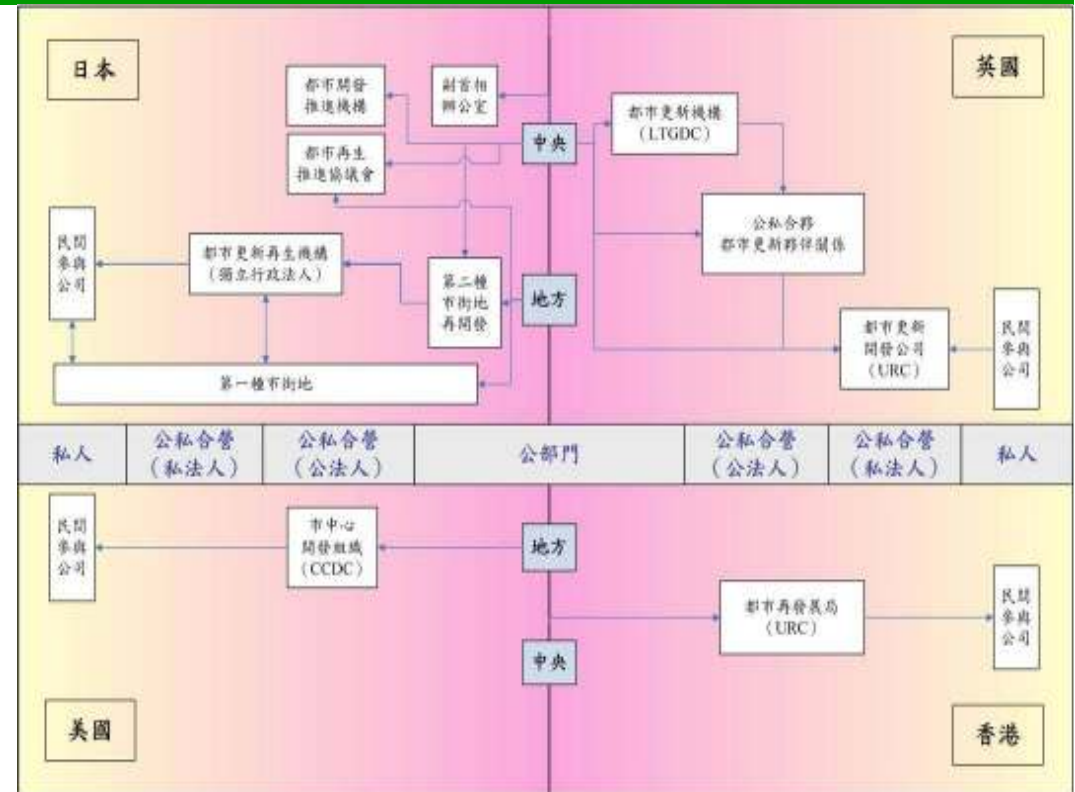 日本
英國
都市開發
推進機構
副首相
辦公室
中央
都市更新機構
(LTGDC)
都市再生
推進協議會
公私合夥
都市更新夥伴關係
民間
參與
公司
都市更新再生機構
(獨立行政法人)
第二種
市街地
再開發
地方
都市更新
開發公司
(URC)
民間
參與
公司
第一種市街地
私人
公私合營
(私法人)
公私合營
(公法人)
公部門
公私合營
(公法人)
公私合營
(私法人)
私人
民間
參與
公司
市中心
開發組織
(CCDC)
地方
都市再發展局
(URC)
民間
參與
公司
中央
美國
香港